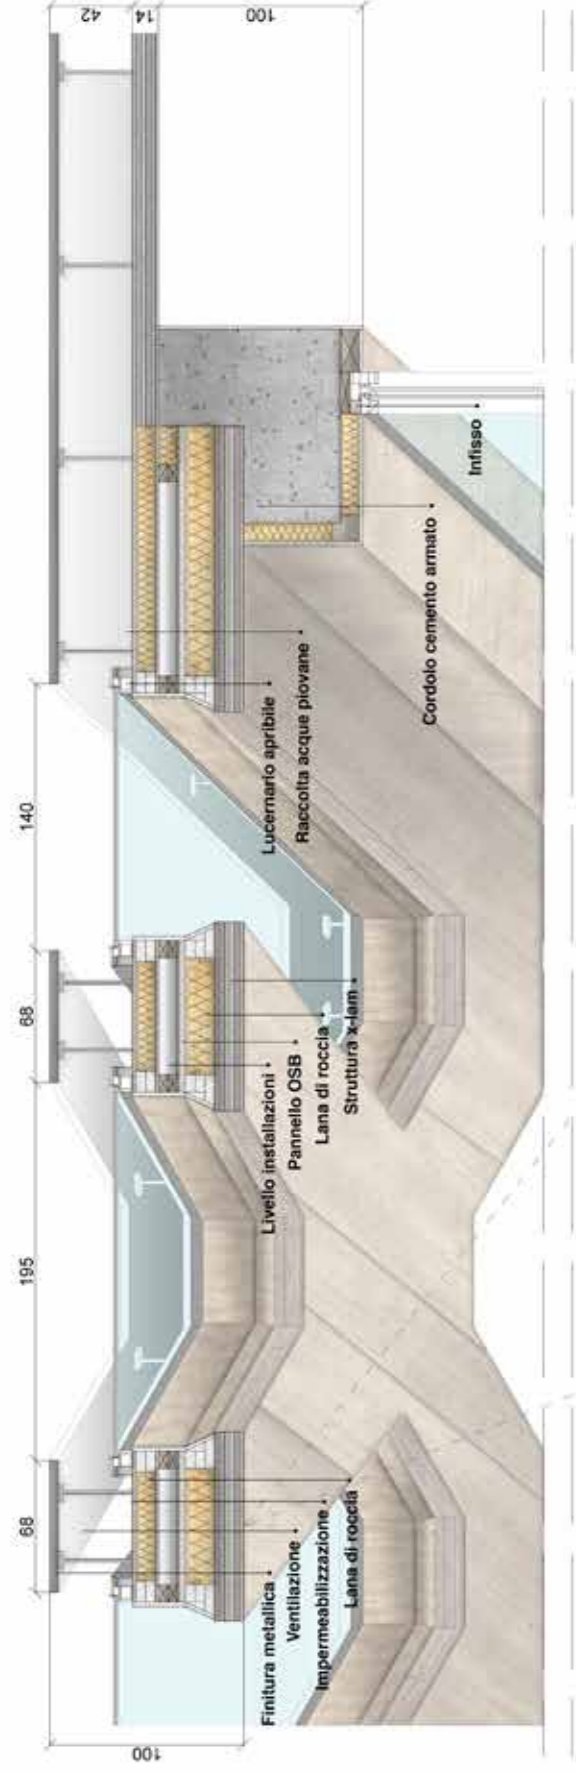 42
14
100
140
68
195
68
100
Infisso
Cordolo cemento armato
Lucernario apribile
Raccolta acque piovane
Livello installazioni
Pannello OSB
Lana di roccia
Struttura x-lam
Finitura metallica
Ventilazione
Impermeabilizzazione
Lana di roccia